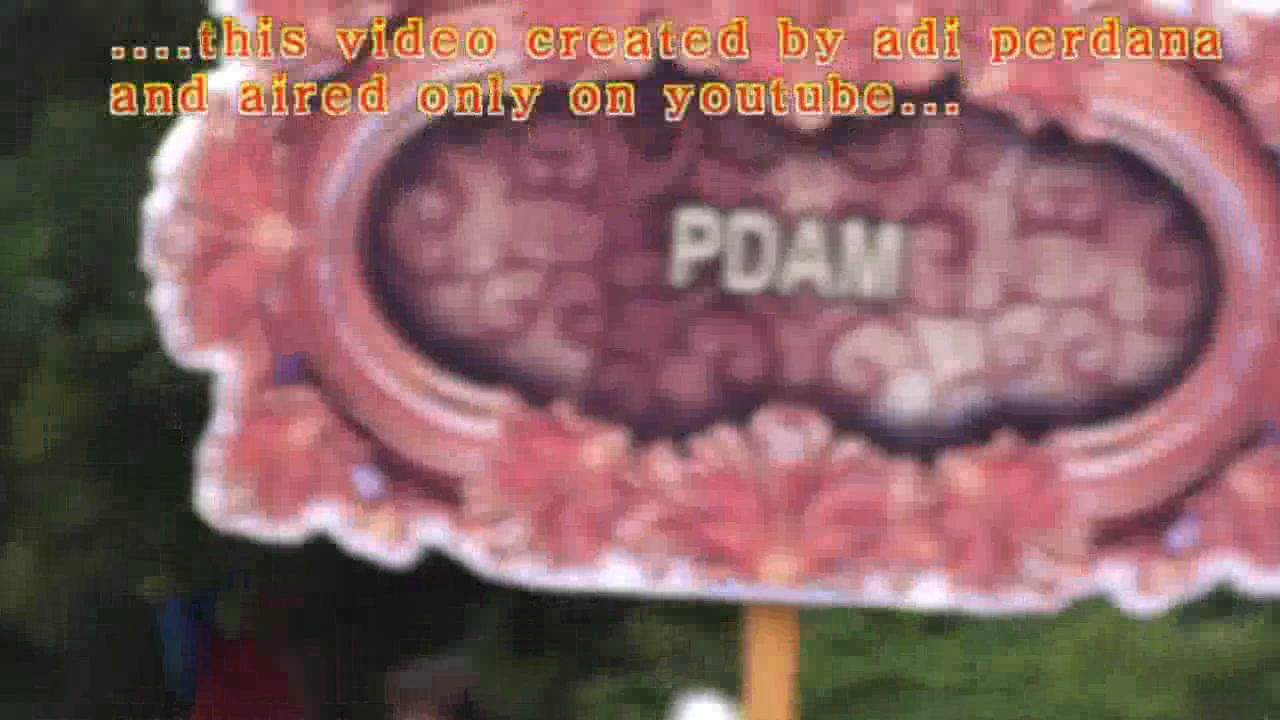 ....this video created by adi perdana
and aired only on youtube...
PDAM